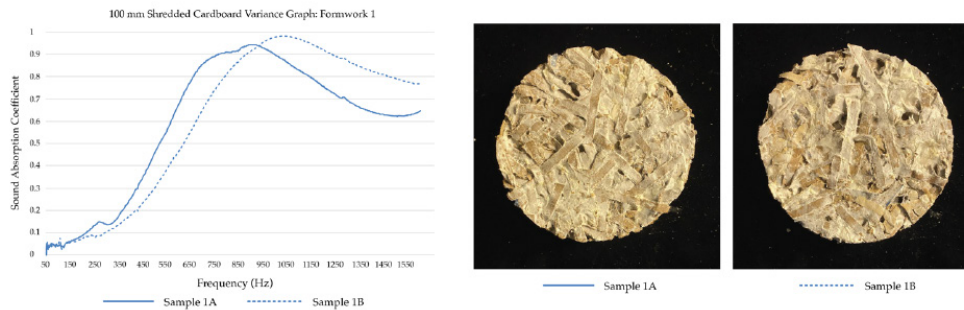 100 mm Shredded Cardboard Variance Graph: Formwork 1
Sound Absorption Coefficient
1
0.9
0.8
0.7
0.6
0.5
0.4
0.3
0.2
0.1
0
50 150 250 350 450 550 650 750 850 950 1050 1150 1250 1350 1450 1550
Frequency (Hz)
Sample 1A Sample 1B
Sample 1A
Sample 1B